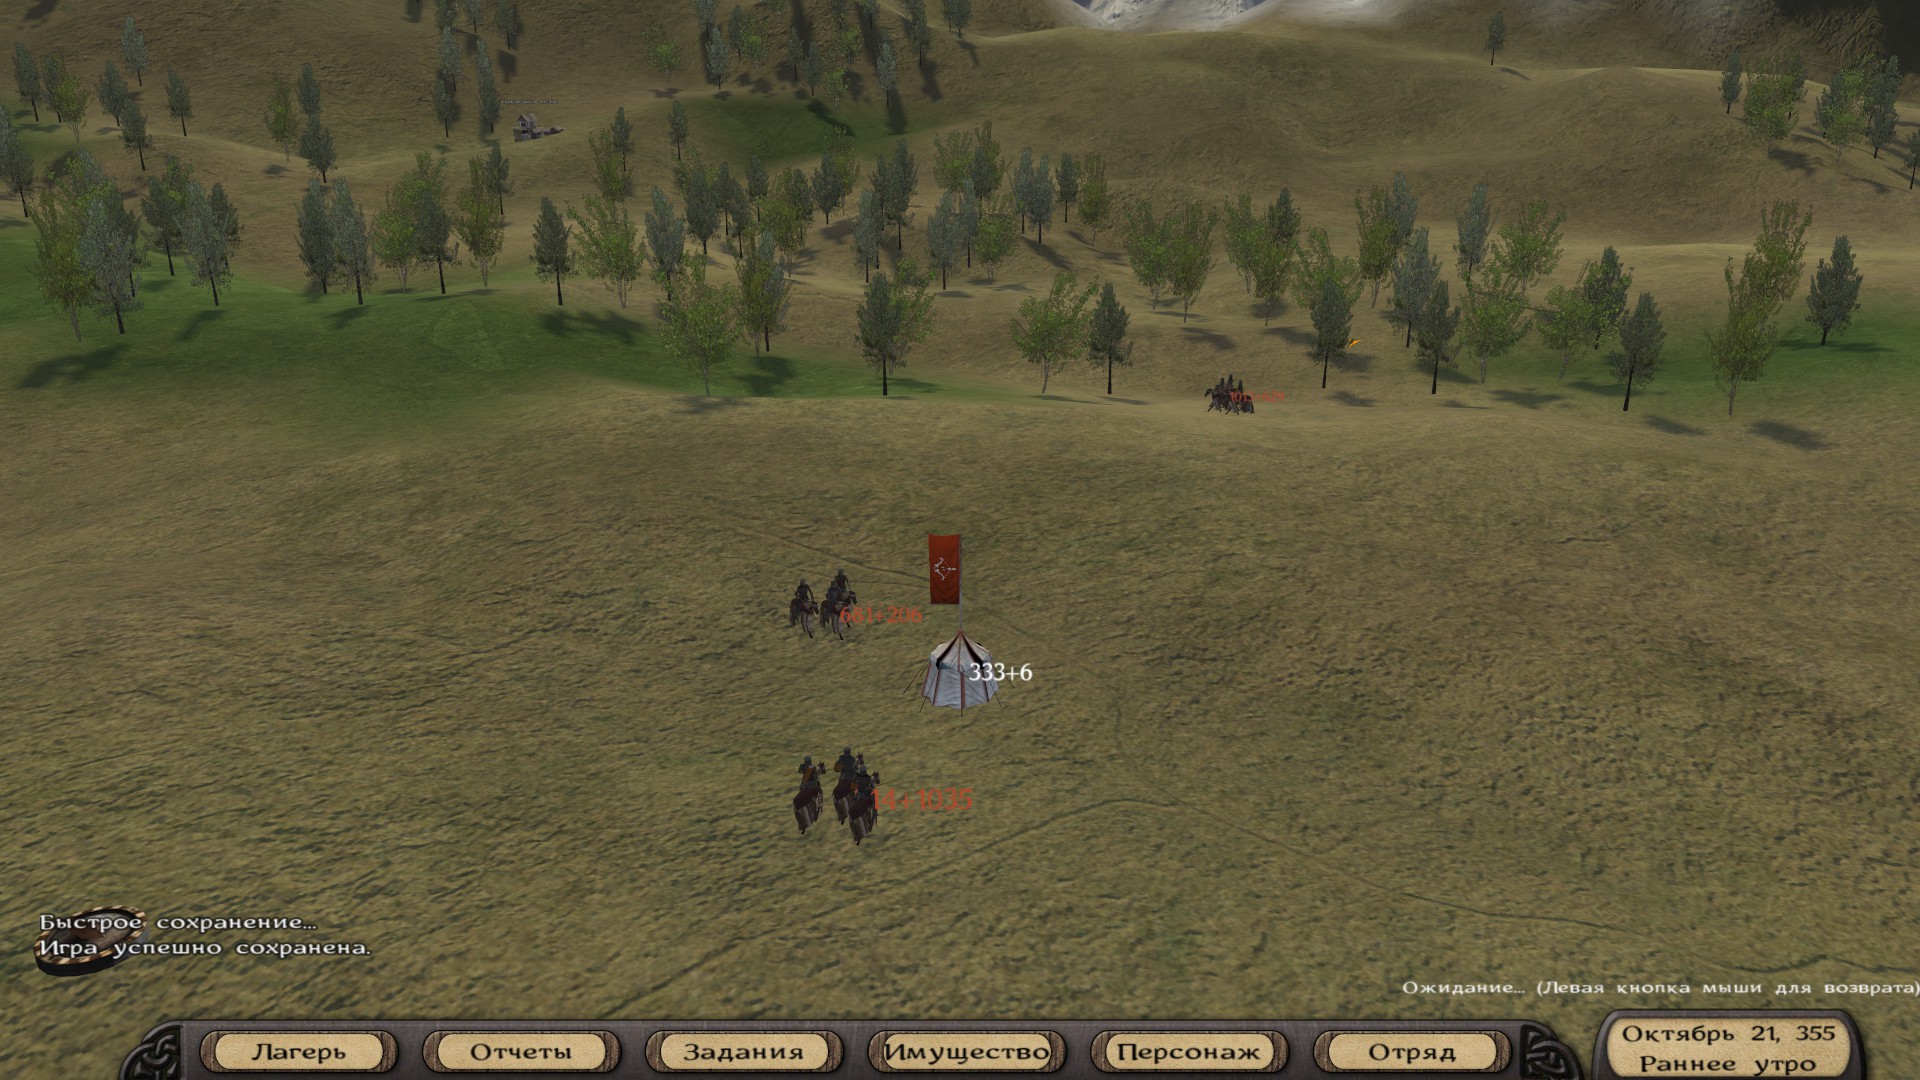 681+206
333+6
14+1035
Быстрое сохранение...
Игра успешно сохранена.
Ожидание... (Левая кнопка мыши для возврата)
Лагерь
Отчеты
Задания
Имущество
Персонаж
Отряд
Октябрь 21, 355
Раннее утро